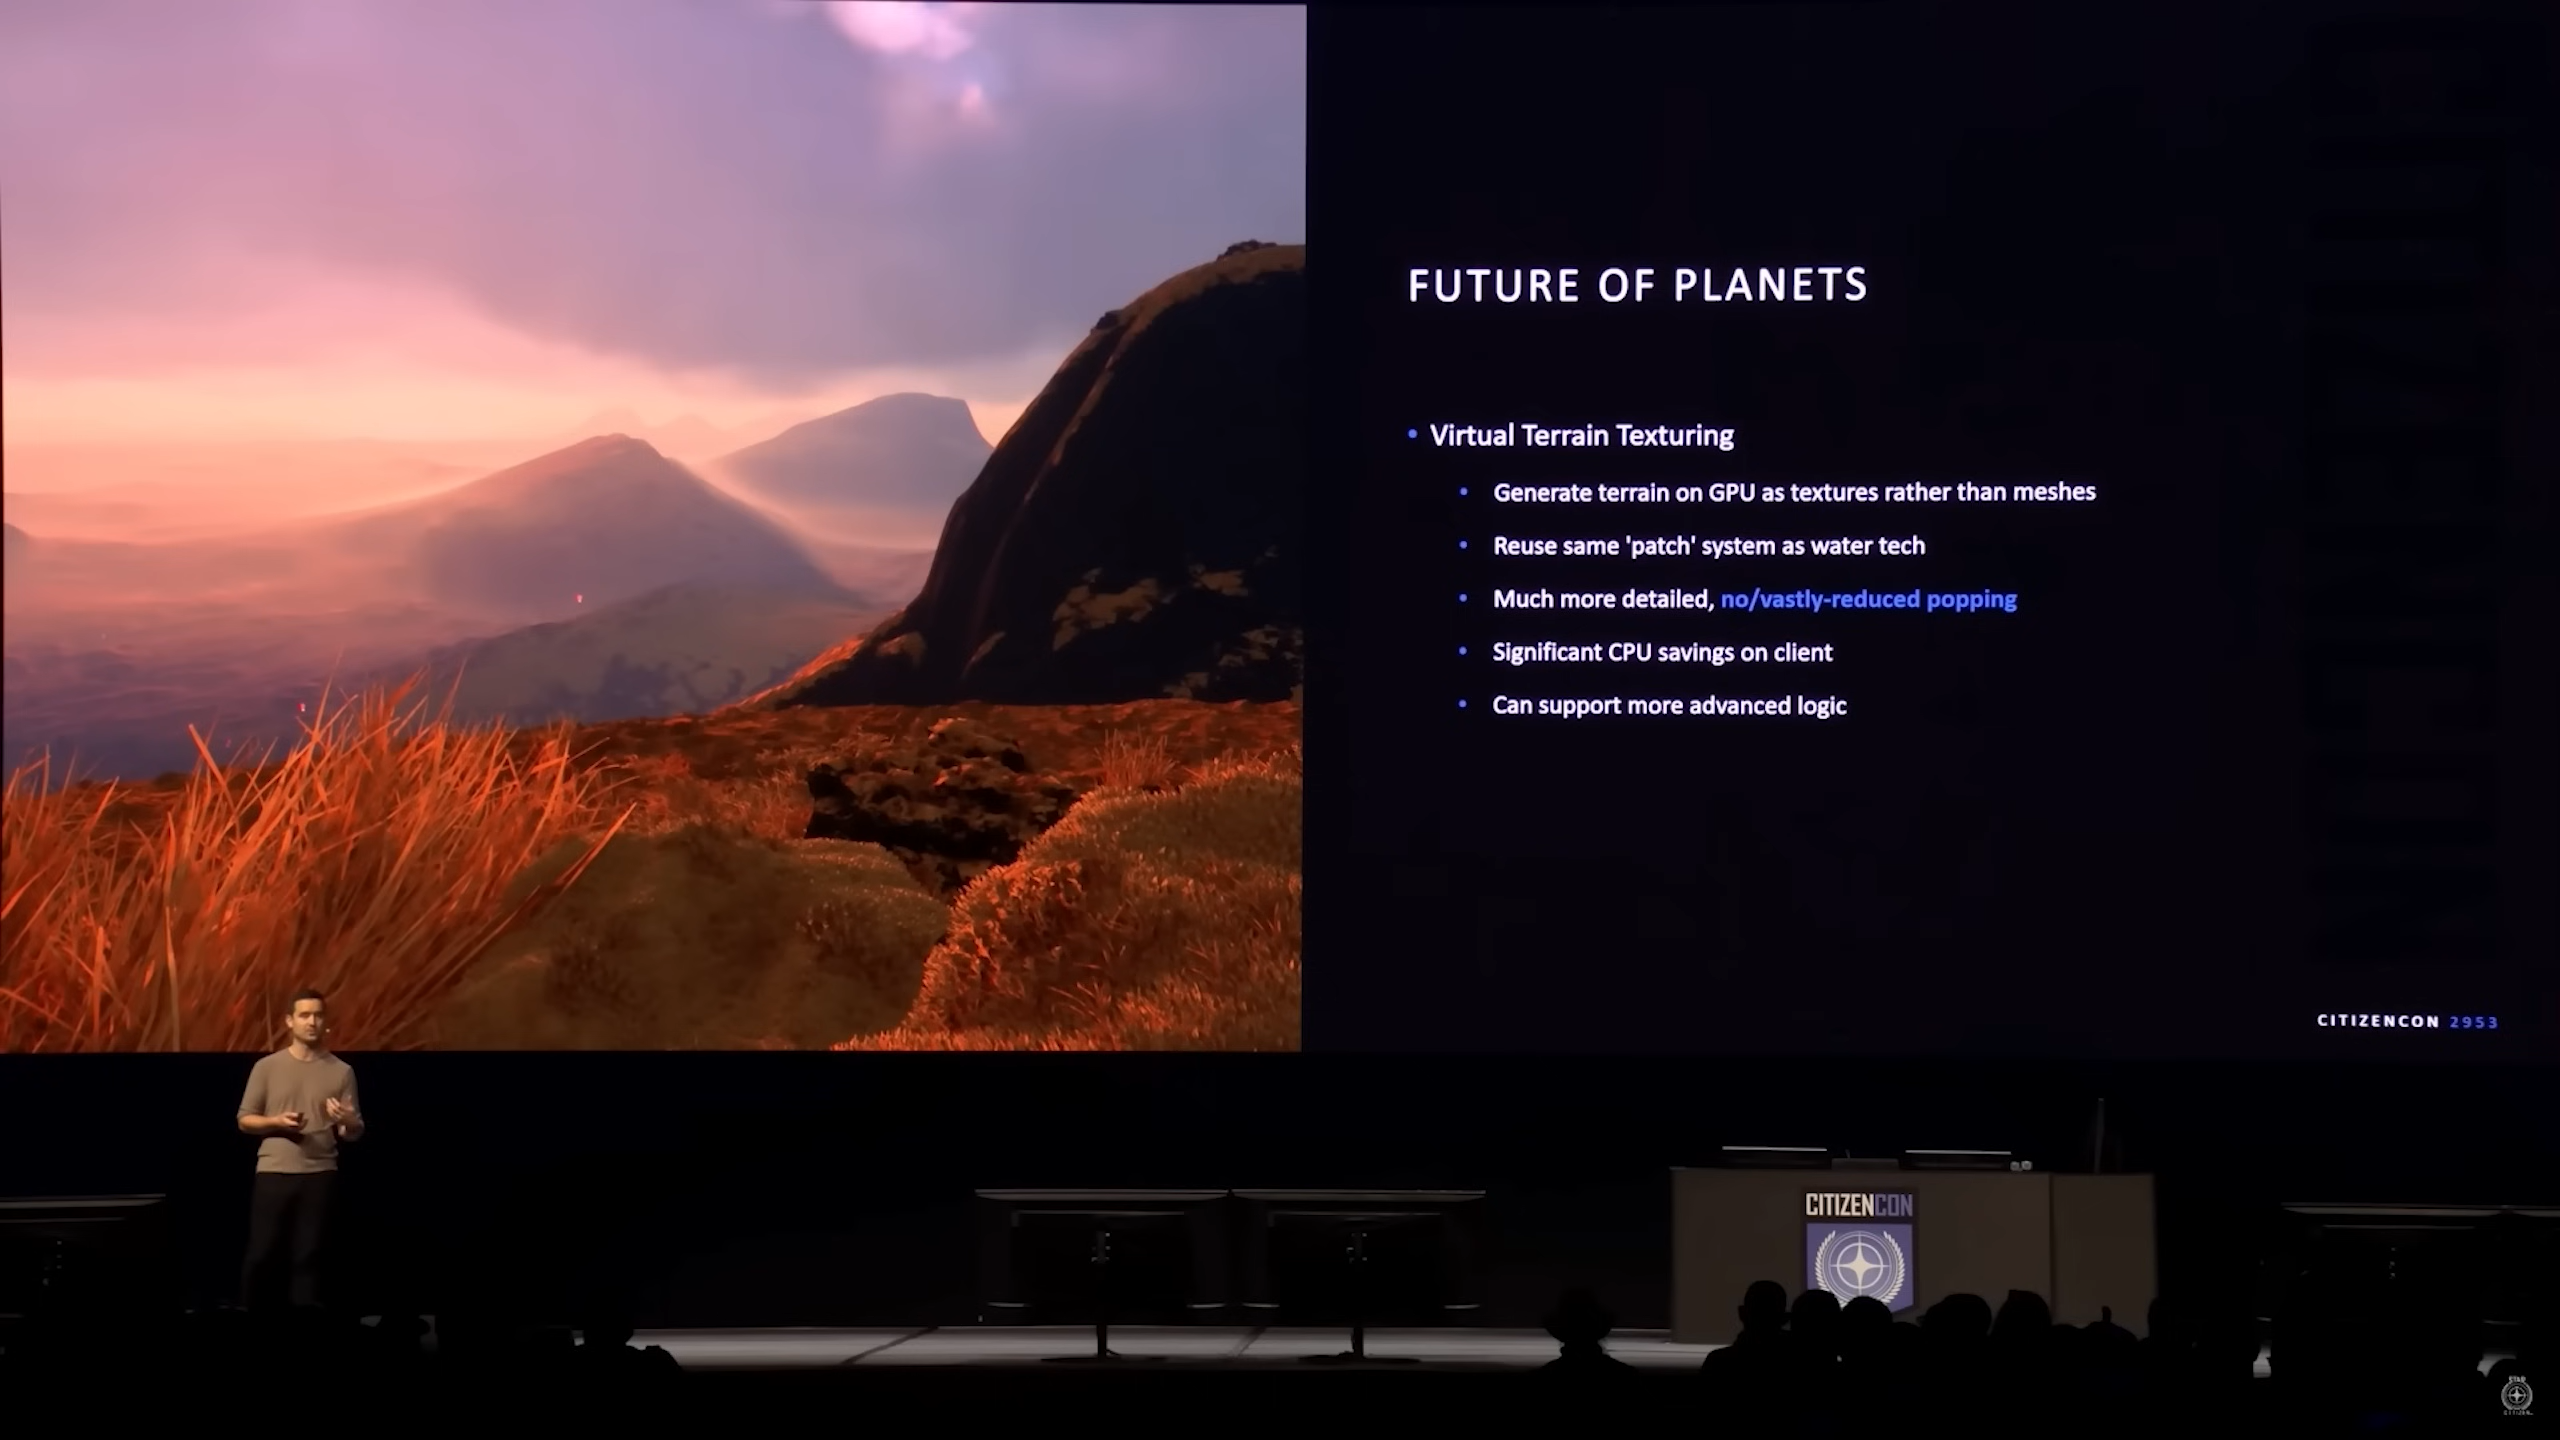 FUTURE OF PLANETS
• Virtual Terrain Texturing
• Generate terrain on GPU as textures rather than meshes
• Reuse same 'patch' system as water tech
• Much more detailed, no/vastly-reduced popping
• Significant CPU savings on client
• Can support more advanced logic
CITIZENCON 2953
CITIZENCON
STAR
CITIZEN